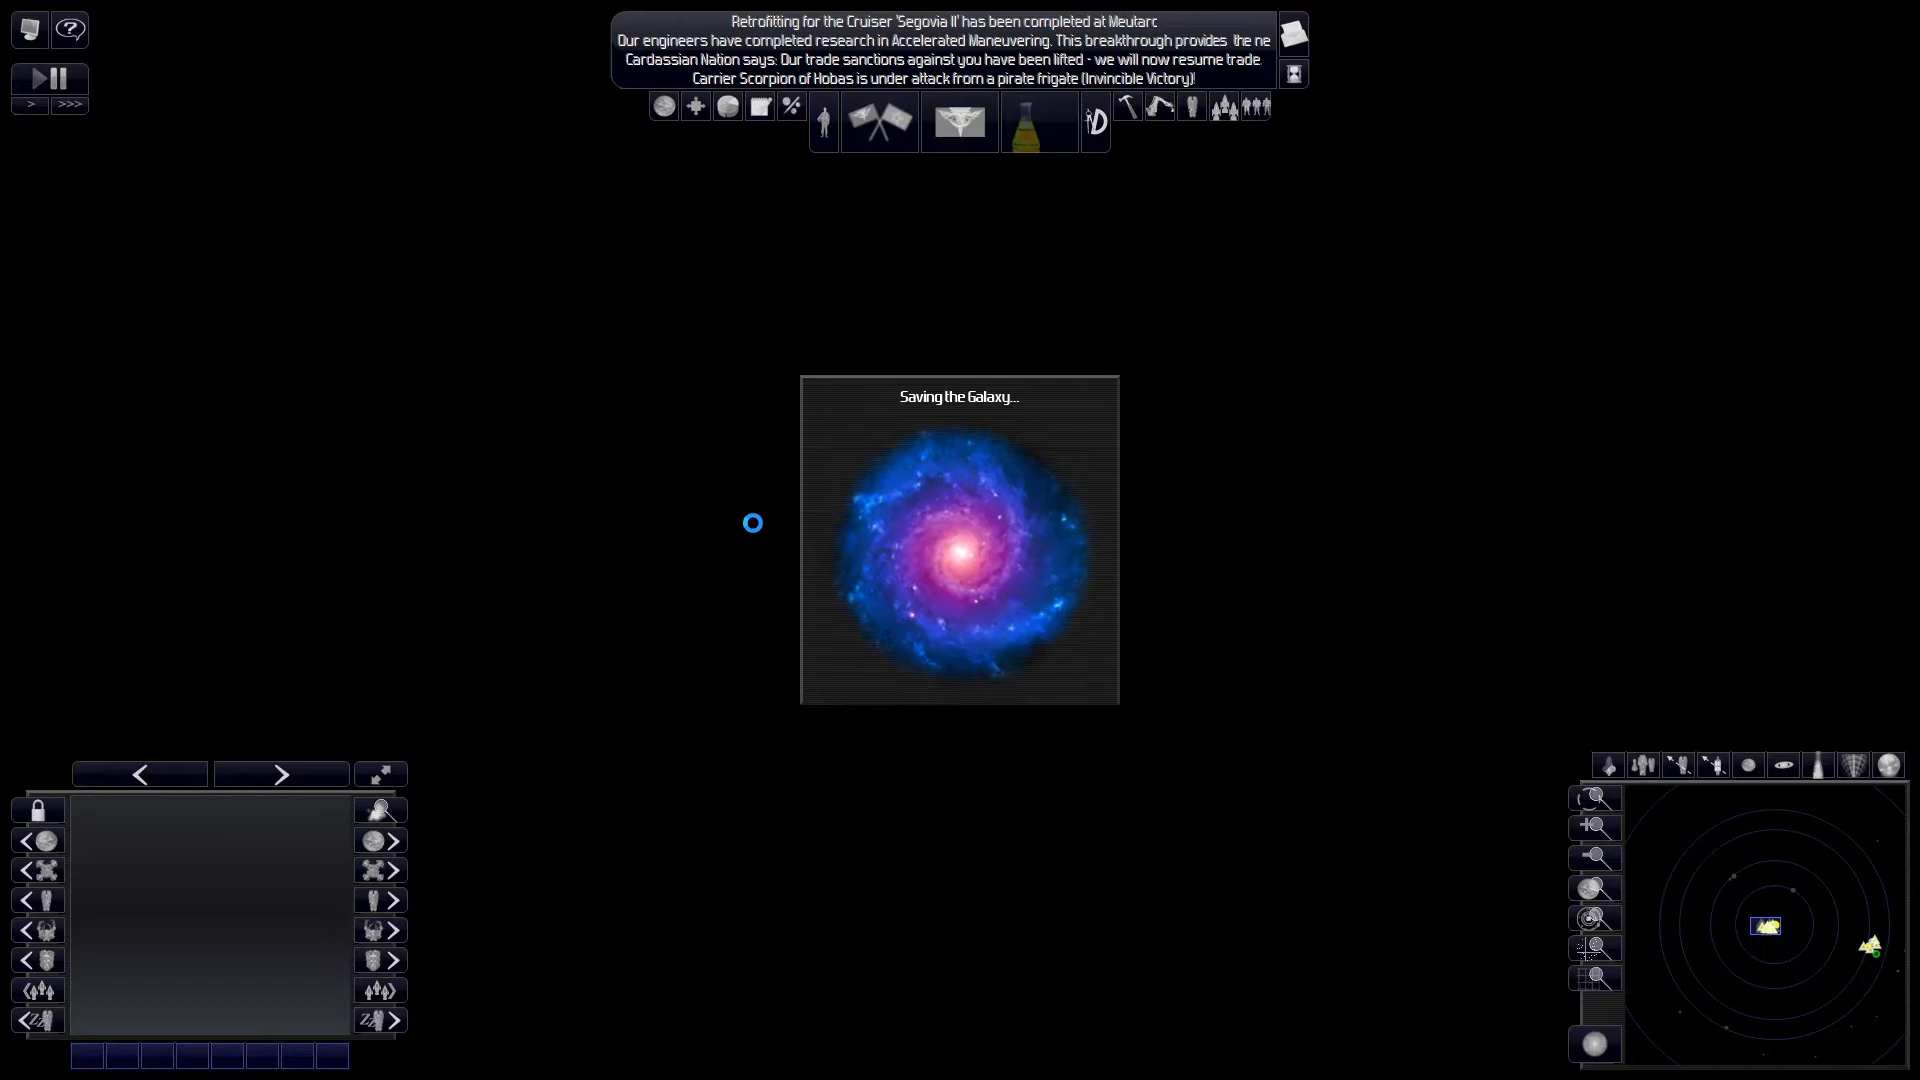 Retrofitting for the Cruiser 'Segovia II' has been completed at Meutarc
Our engineers have completed research in Accelerated Maneuvering. This breakthrough provides the ne
Cardassian Nation says: Our trade sanctions against you have been lifted - we will now resume trade.
Carrier Scorpion of Hobas is under attack from a pirate frigate (Invincible Victory)!
Saving the Galaxy...